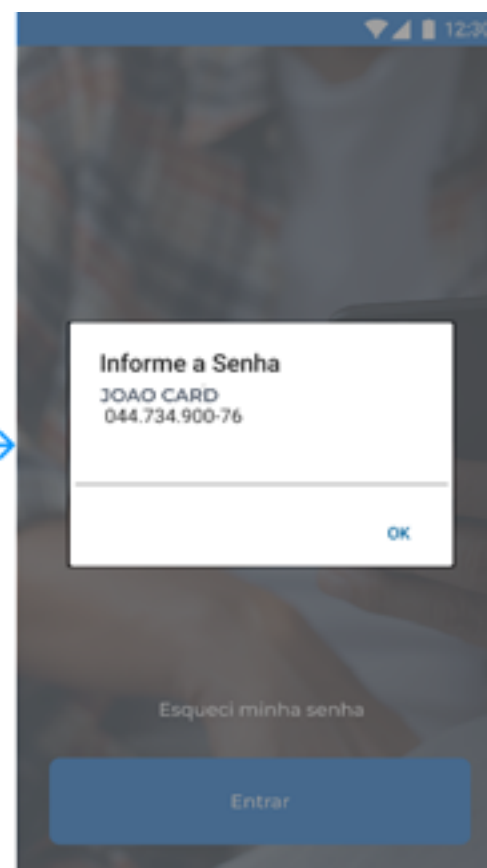 12:30
Informe a Senha
JOAO CARD
044.734.900-76
OK
Esqueci minha senha
Entrar